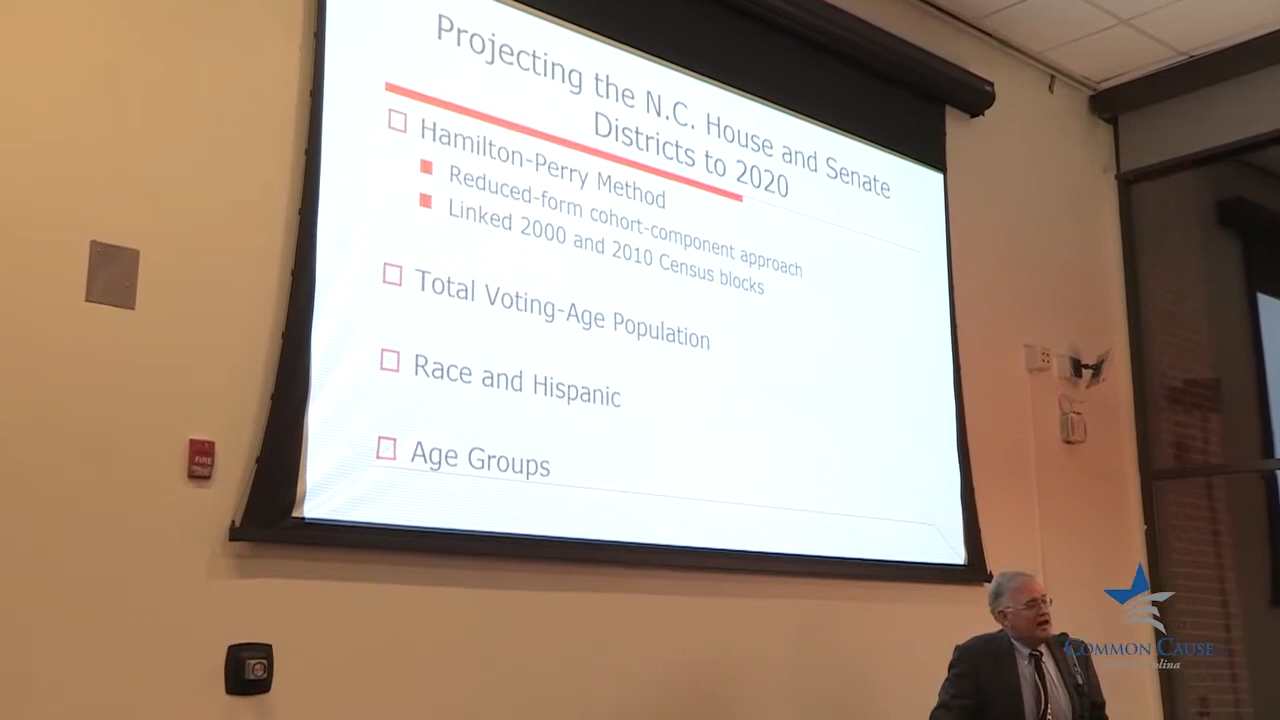 Projecting the N.C. House and Senate
Districts to 2020
Hamilton-Perry Method
Reduced-form cohort-component approach
Linked 2000 and 2010 Census blocks
Total Voting-Age Population
Race and Hispanic
Age Groups
FIRE
COMMON CAUSE